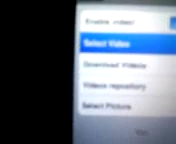 Enable video!
Select Video
Download Videos
Videos repository
Select Picture